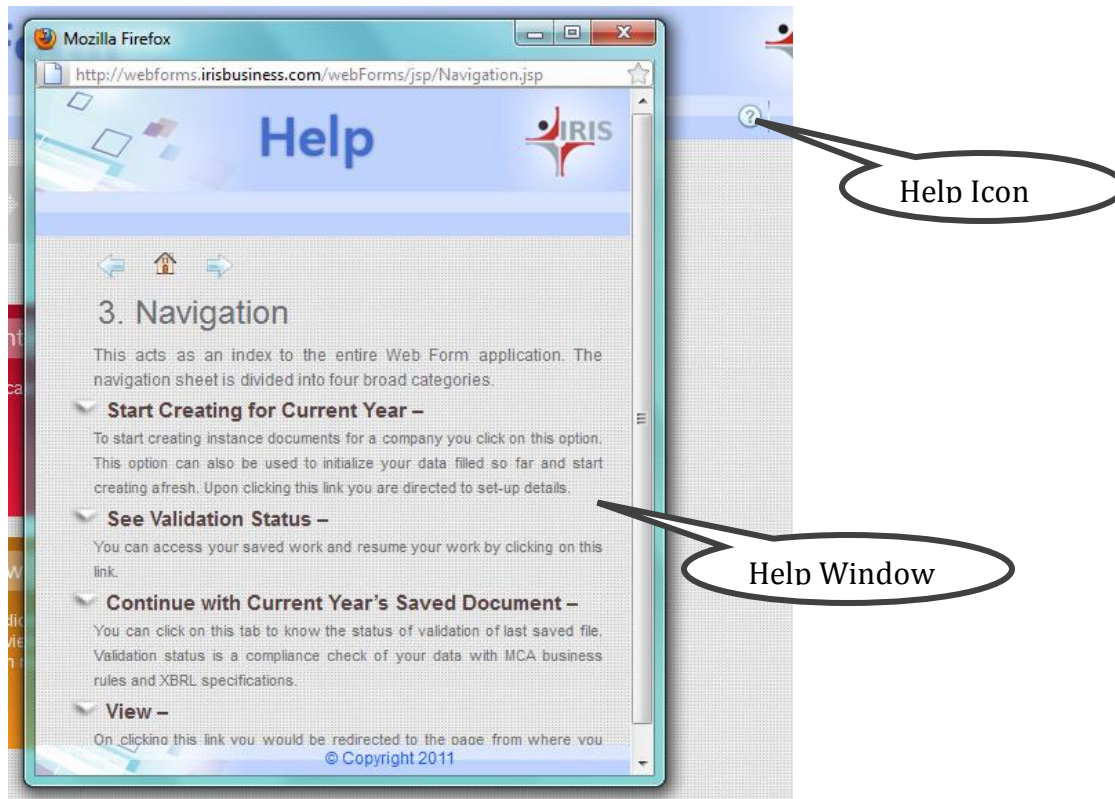 Mozilla Firefox
http://webforms.irisbusiness.com/webForms/jsp/Navigation.jsp
Help
IRIS
Help Icon
3. Navigation
This acts as an index to the entire Web Form application. The
navigation sheet is divided into four broad categories.
Start Creating for Current Year –
To start creating instance documents for a company you click on this option.
This option can also be used to initialize your data filled so far and start
creating afresh. Upon clicking this link you are directed to set-up details.
See Validation Status –
You can access your saved work and resume your work by clicking on this
link.
Help Window
Continue with Current Year's Saved Document –
You can click on this tab to know the status of validation of last saved file.
Validation status is a compliance check of your data with MCA business
rules and XBRL specifications.
View –
On clicking this link you would be redirected to the page from where you
© Copyright 2011